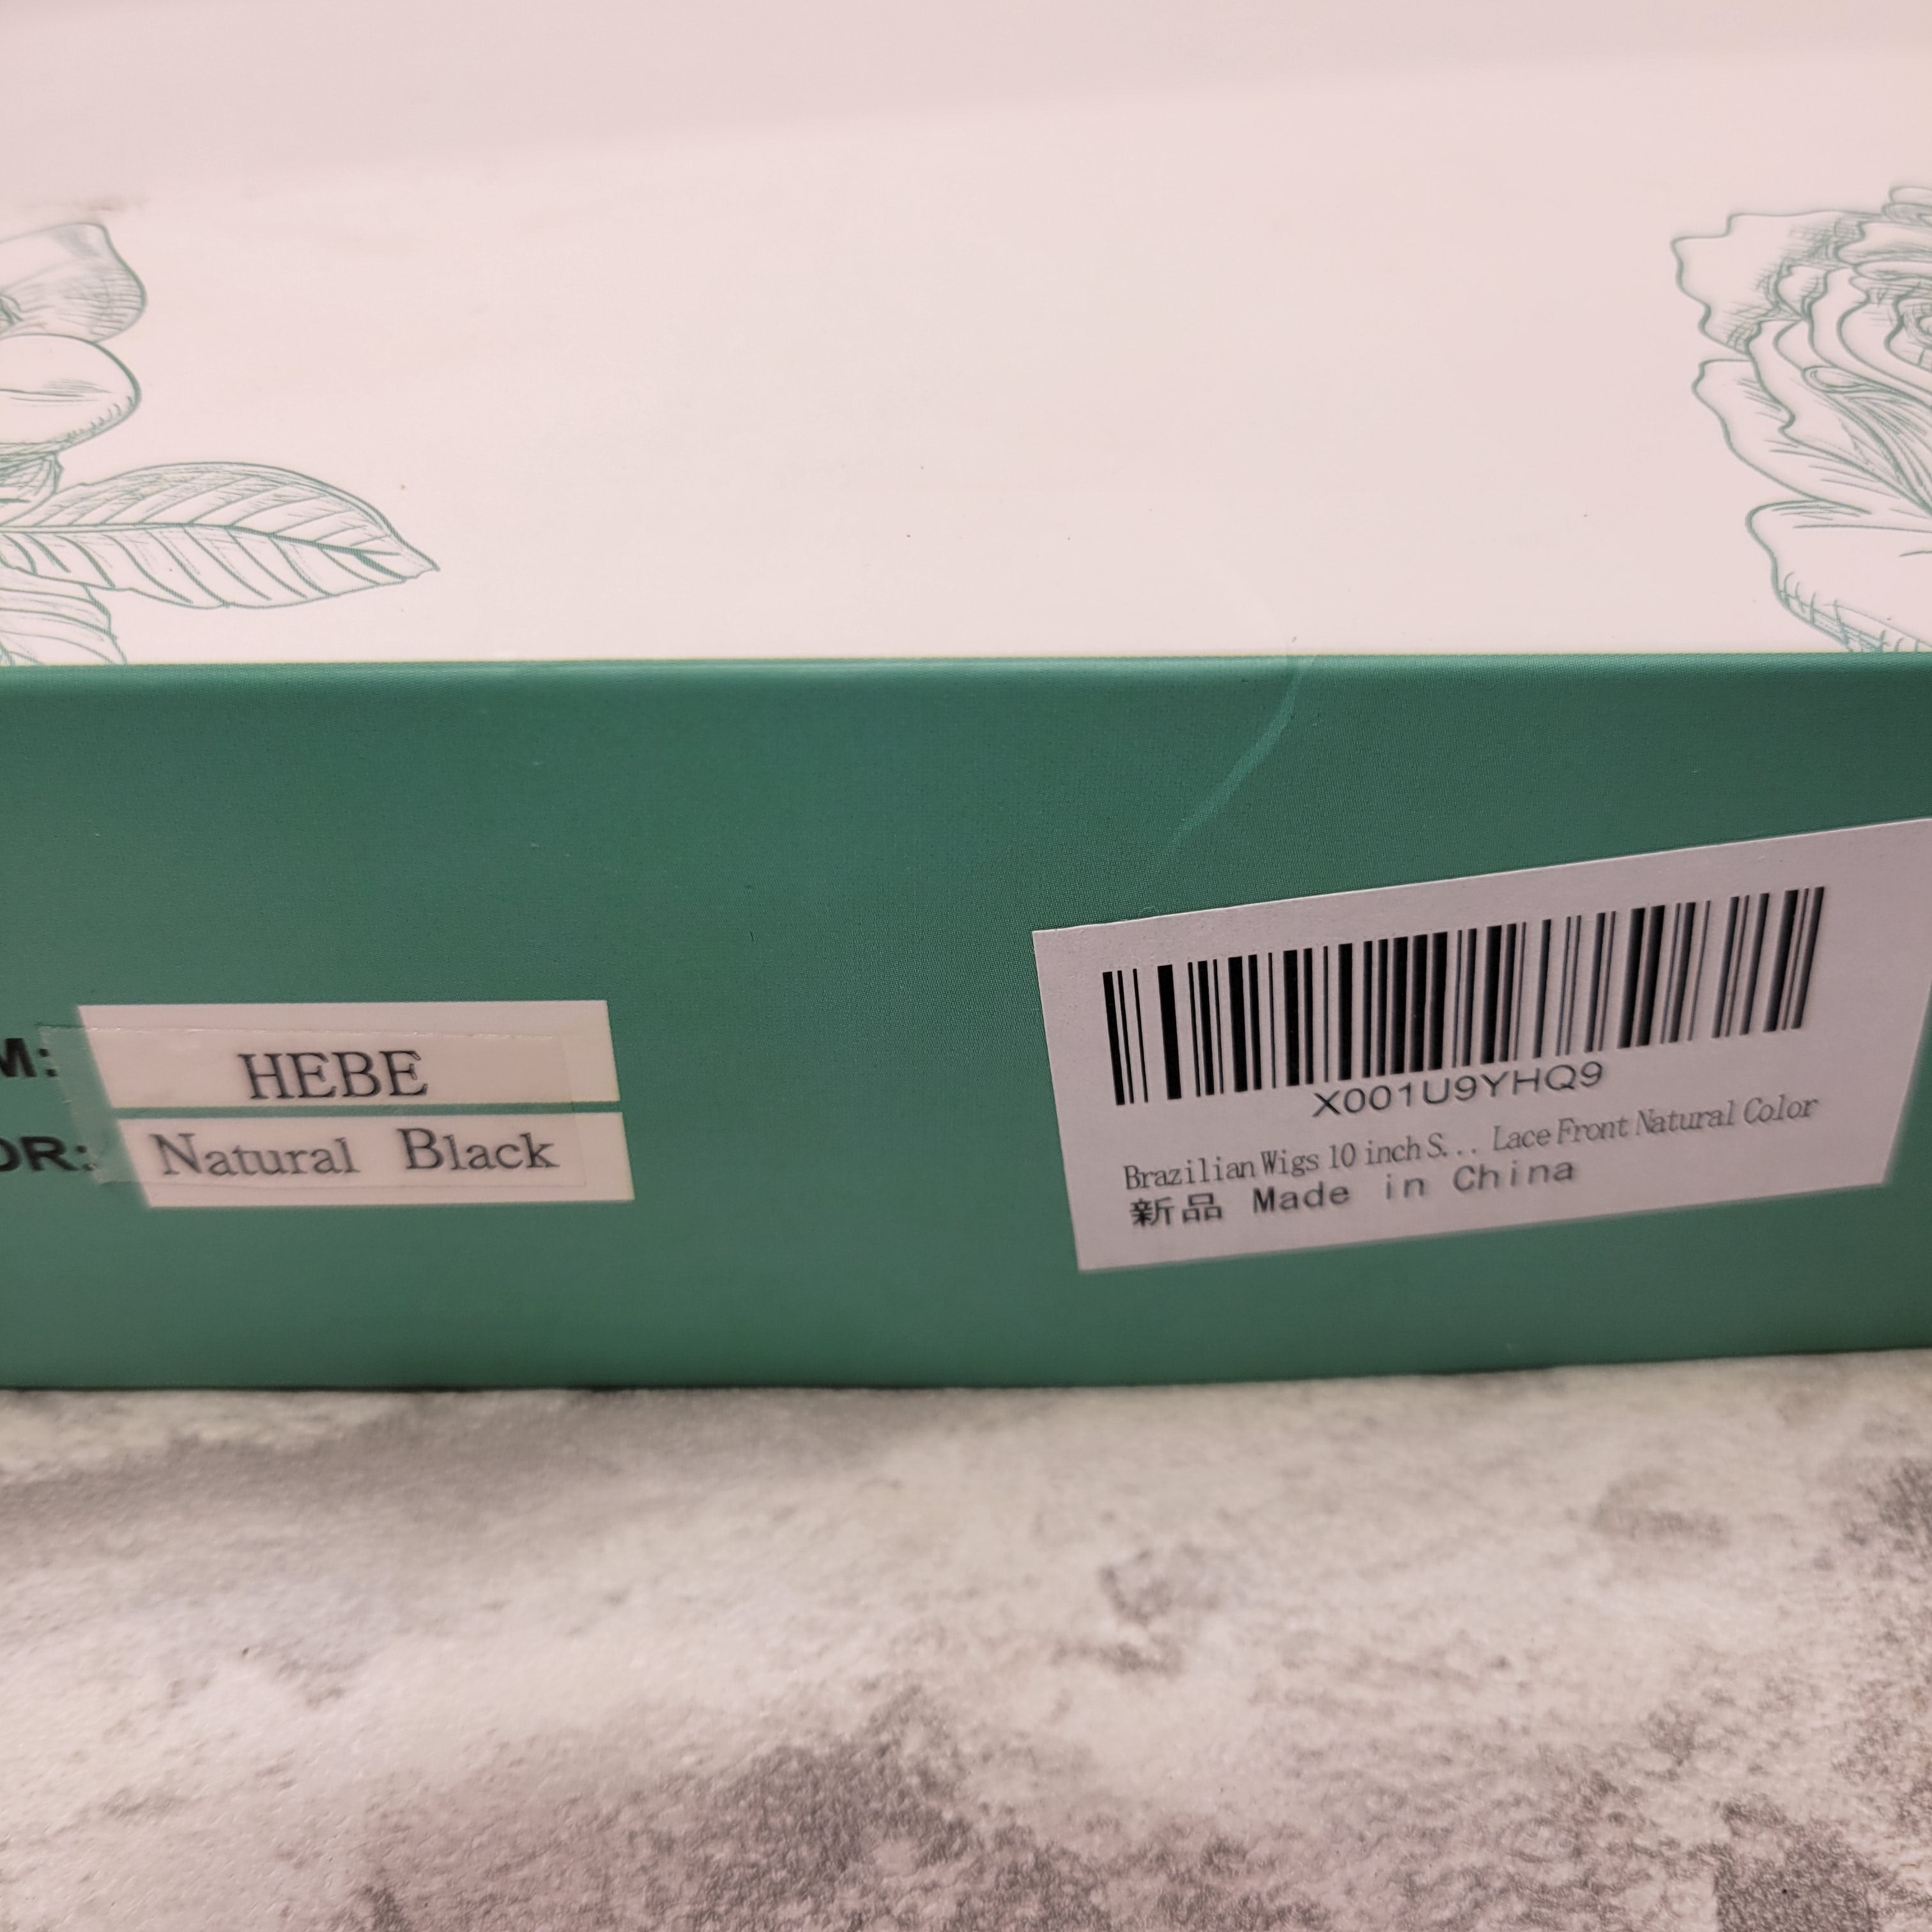 M: HEBE
OR: Natural Black
X001U9YHQ9
Brazilian Wigs 10 inch S... Lace Front Natural Color
新品 Made in China